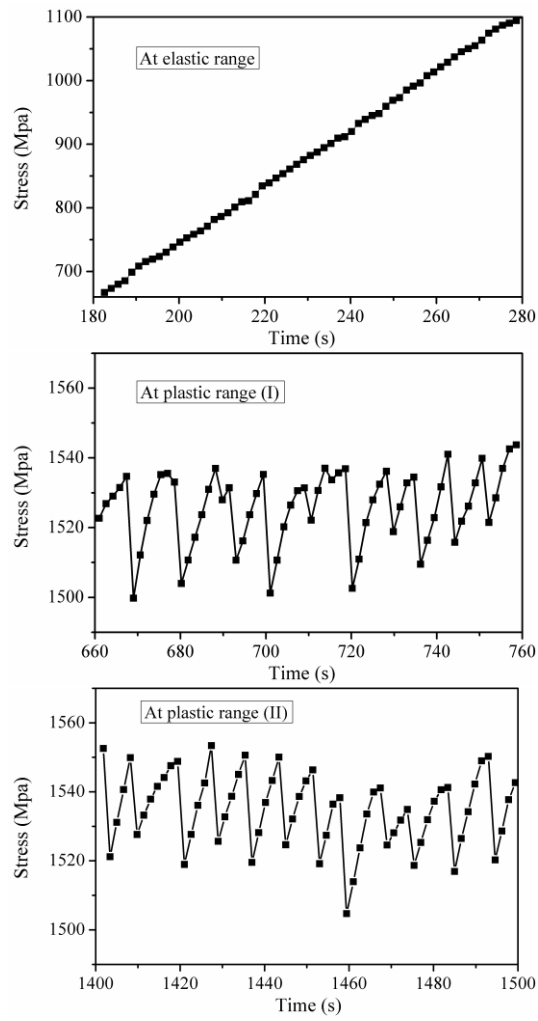 1100
1000
900
800
700
Stress (Mpa)
At elastic range
180 200 220 240 260 280
Time (s)
1560
1540
1520
1500
Stress (Mpa)
At plastic range (I)
660 680 700 720 740 760
Time (s)
1560
1540
1520
1500
Stress (Mpa)
At plastic range (II)
1400 1420 1440 1460 1480 1500
Time (s)